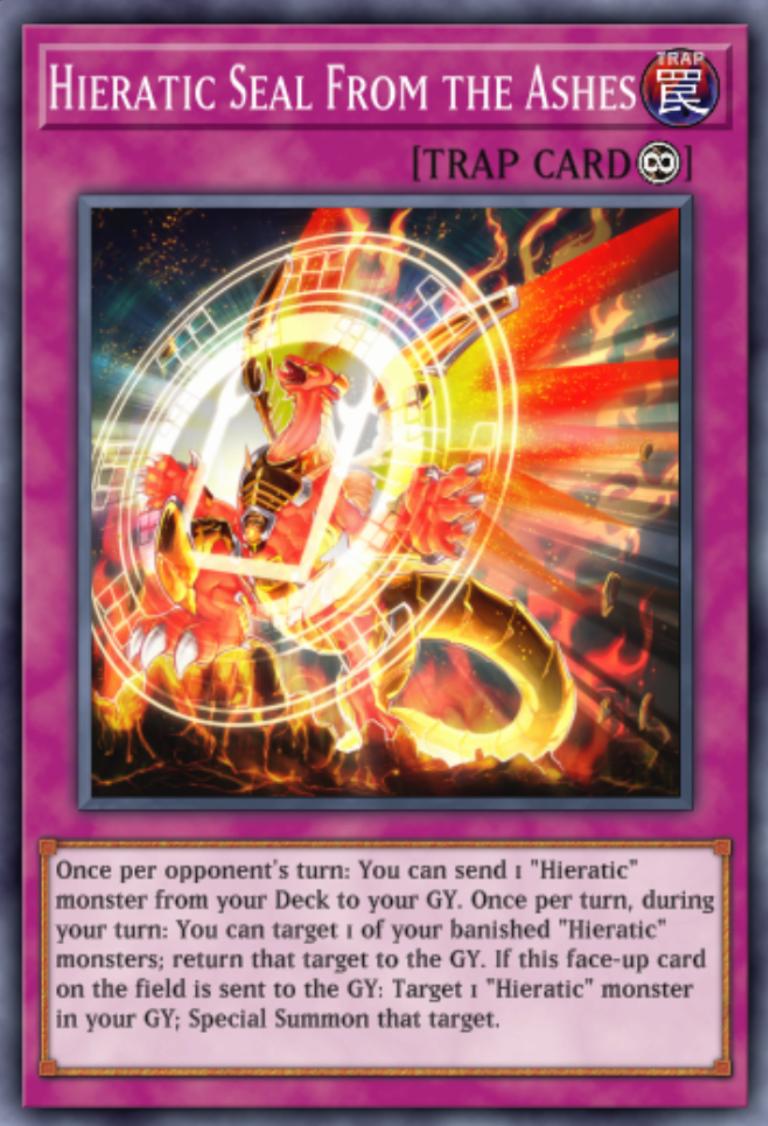 HIERATIC SEAL FROM THE ASHES
TRAP
罠
[TRAP CARD∞]
Once per opponent's turn: You can send 1 "Hieratic"
monster from your Deck to your GY. Once per turn, during
your turn: You can target 1 of your banished "Hieratic"
monsters; return that target to the GY. If this face-up card
on the field is sent to the GY: Target 1 "Hieratic" monster
in your GY; Special Summon that target.